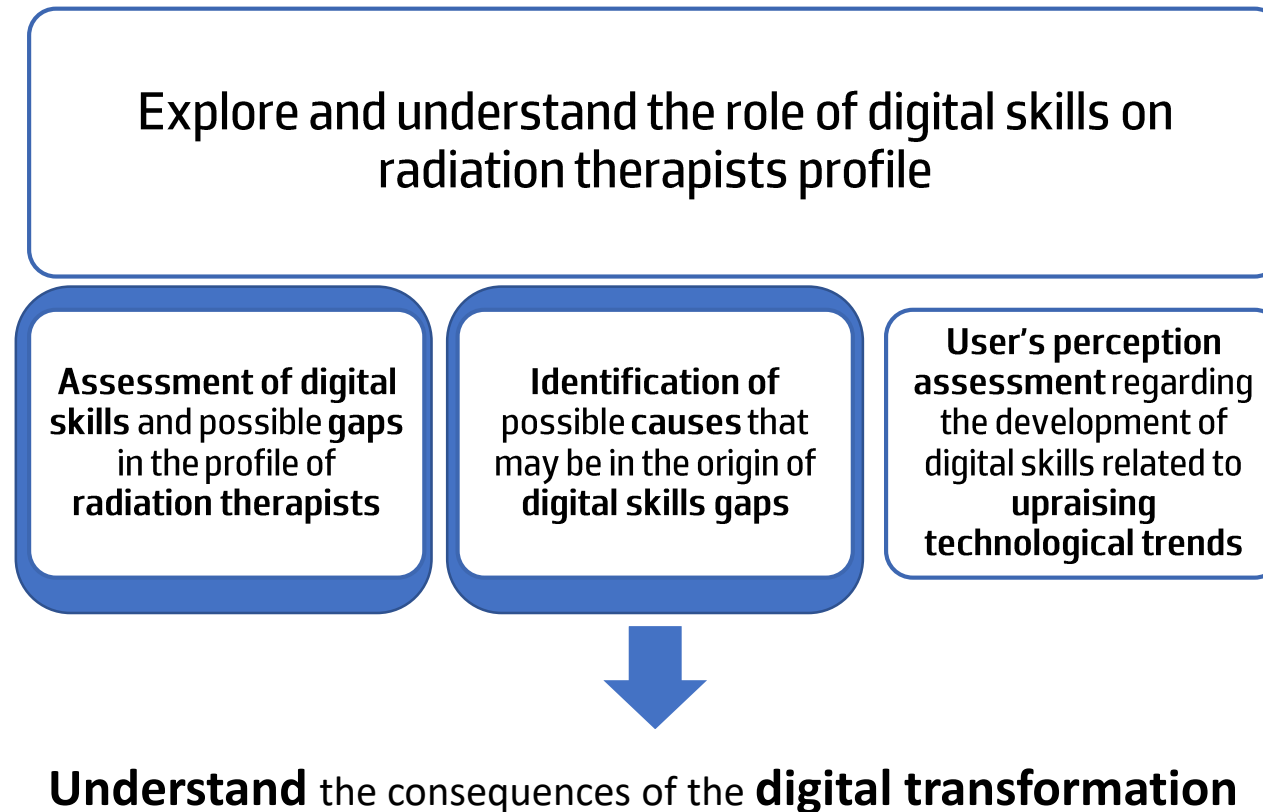 Explore and understand the role of digital skills on
radiation therapists profile
Assessment of digital
skills and possible gaps
in the profile of
radiation therapists
Identification of
possible causes that
may be in the origin of
digital skills gaps
User’s perception
assessment regarding
the development of
digital skills related to
upraising
technological trends
Understand the consequences of the digital transformation